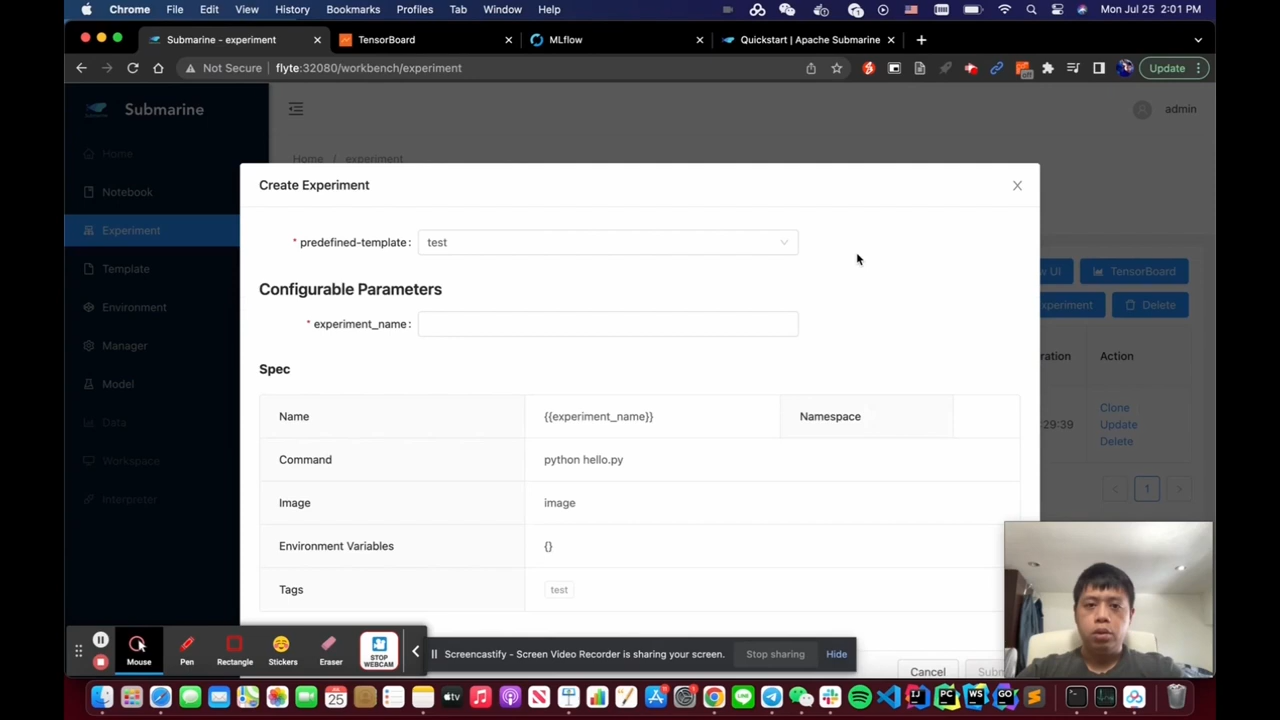 Chrome File Edit View History Bookmarks Profiles Tab Window Help Mon Jul 25 2:01 PM
Submarine - experiment TensorBoard MLflow Quickstart | Apache Submarine
Not Secure flyte:32080/workbench/experiment off Update
Submarine admin
Home
Home / experiment
Notebook
Experiment
Template
Environment
Manager
Model
Data
Workspace
Interpreter
Create Experiment
* predefined-template: test
Configurable Parameters
* experiment_name:
Spec
Name {{experiment_name}} Namespace
Command python hello.py
Image image
Environment Variables {}
Tags test
Cancel
UI TensorBoard
xperiment Delete
ration Action
:29:39
Clone
Update
Delete
1
Mouse Pen Rectangle Stickers Eraser STOP WEBCAM
Screencastify - Screen Video Recorder is sharing your screen. Stop sharing Hide